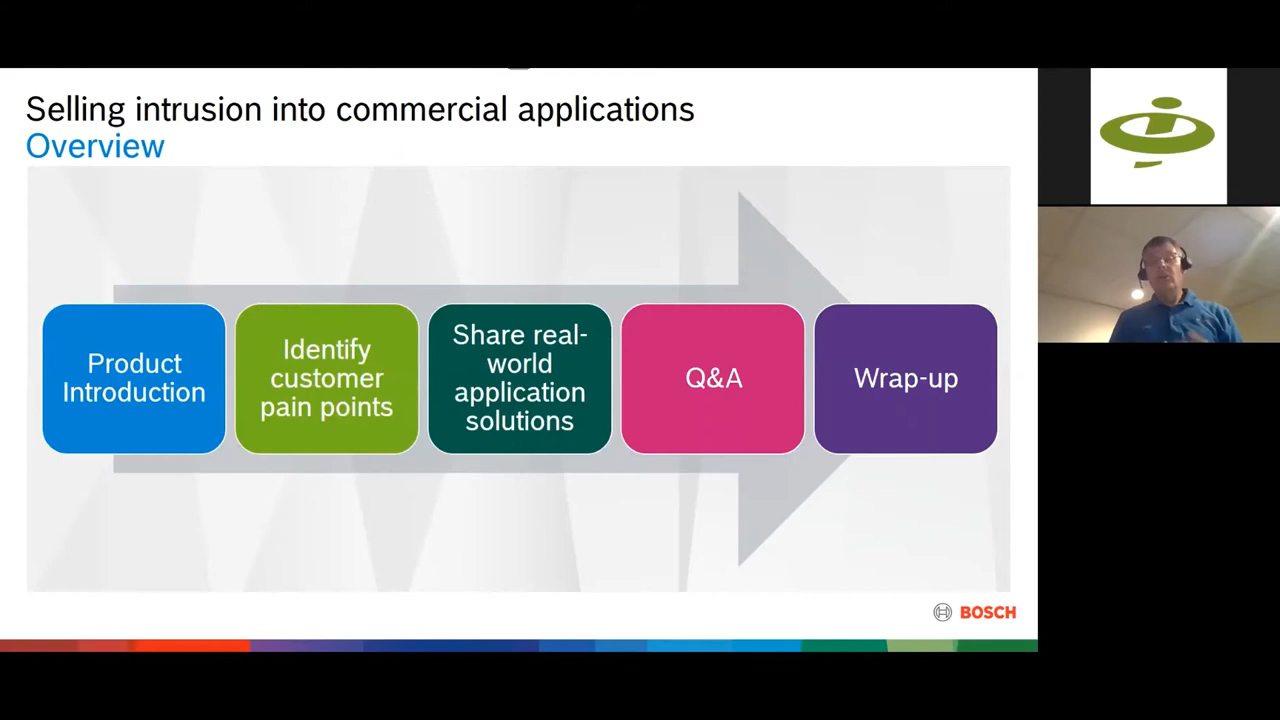 Selling intrusion into commercial applications
Overview
Product
Introduction
Identify
customer
pain points
Share real-
world
application
solutions
Q&A
Wrap-up
BOSCH